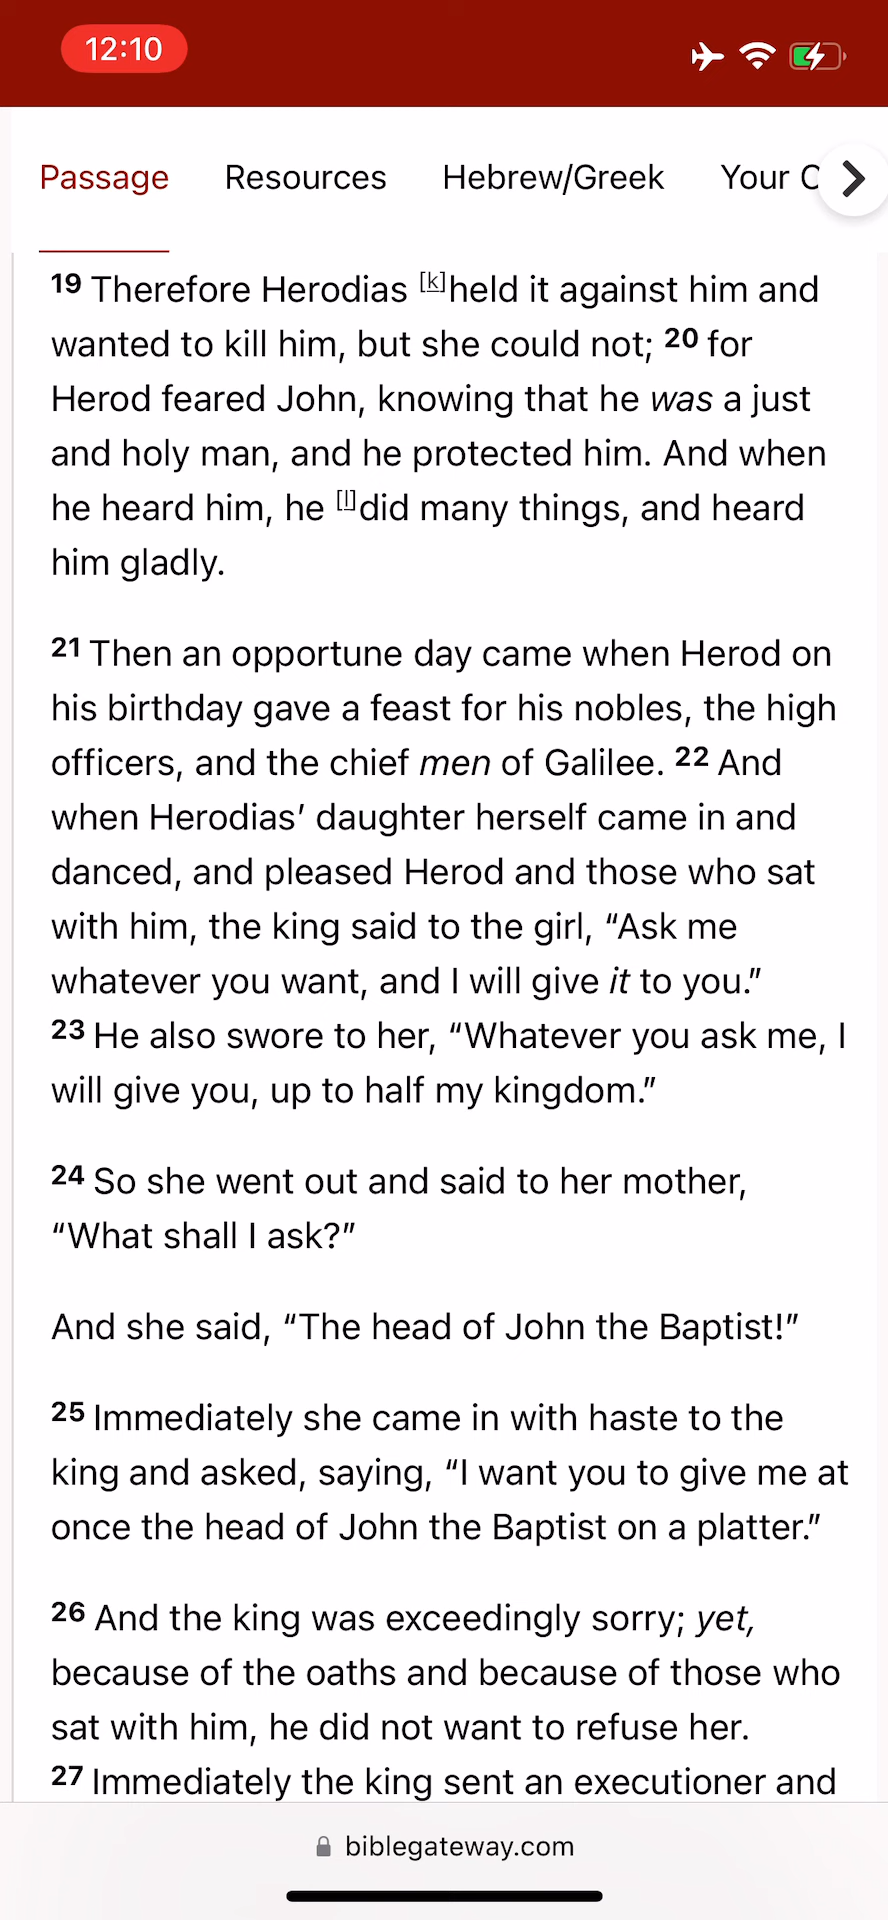 12:10
Passage Resources Hebrew/Greek Your
19 Therefore Herodias [k]held it against him and
wanted to kill him, but she could not; 20 for
Herod feared John, knowing that he was a just
and holy man, and he protected him. And when
he heard him, he [l]did many things, and heard
him gladly.
21 Then an opportune day came when Herod on
his birthday gave a feast for his nobles, the high
officers, and the chief men of Galilee. 22 And
when Herodias’ daughter herself came in and
danced, and pleased Herod and those who sat
with him, the king said to the girl, “Ask me
whatever you want, and I will give it to you.”
23 He also swore to her, “Whatever you ask me, I
will give you, up to half my kingdom.”
24 So she went out and said to her mother,
“What shall I ask?”
And she said, “The head of John the Baptist!”
25 Immediately she came in with haste to the
king and asked, saying, “I want you to give me at
once the head of John the Baptist on a platter.”
26 And the king was exceedingly sorry; yet,
because of the oaths and because of those who
sat with him, he did not want to refuse her.
27 Immediately the king sent an executioner and
biblegateway.com